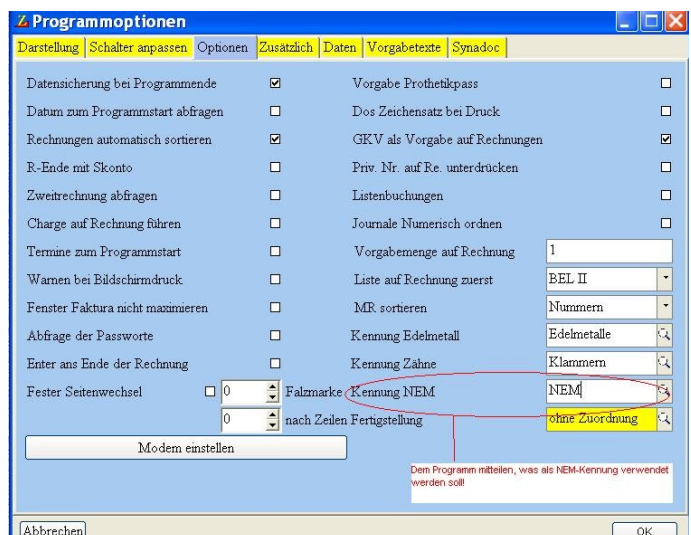 Z Programmoptionen
Darstellung Schalter anpassen Optionen Zusätzlich Daten Vorgabetexte Synadoc
Datensicherung bei Programmende Vorgabe Prothetikpass
Datum zum Programmstart abfragen Dos Zeichensatz bei Druck
Rechnungen automatisch sortieren GKV als Vorgabe auf Rechnungen
R-Ende mit Skonto Priv. Nr. auf Re. unterdrücken
Zweitrechnung abfragen Listenbuchungen
Charge auf Rechnung führen Journale Numerisch ordnen
Termine zum Programmstart Vorgabemenge auf Rechnung 1
Warnen bei Bildschirmdruck Liste auf Rechnung zuerst BEL II
Fenster Faktura nicht maximieren MR sortieren Nummern
Abfrage der Passworte Kennung Edelmetall Edelmetalle
Enter ans Ende der Rechnung Kennung Zähne Klammern
Fester Seitenwechsel 0 Falzmarke Kennung NEM NEM
0 nach Zeilen Fertigstellung ohne Zuordnung
Modem einstellen
Dem Programm mitteilen, was als NEM-Kennung verwendet
werden soll!
Abbrechen OK